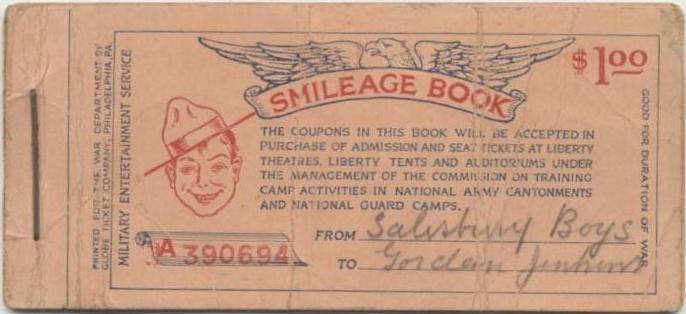 PRINTED FOR THE WAR DEPARTMENT BY
GLOBE TICKET COMPANY, PHILADELPHIA, PA.
MILITARY ENTERTAINMENT SERVICE
$1.00
SMILEAGE BOOK
THE COUPONS IN THIS BOOK WILL BE ACCEPTED IN
PURCHASE OF ADMISSION AND SEAT TICKETS AT LIBERTY
THEATRES, LIBERTY TENTS AND AUDITORIUMS UNDER
THE MANAGEMENT OF THE COMMISSION ON TRAINING
CAMP ACTIVITIES IN NATIONAL ARMY CANTONMENTS
AND NATIONAL GUARD CAMPS.
FROM Salisbury Boys
TO Gordan Jenkins
A 390694
GOOD FOR DURATION OF WAR